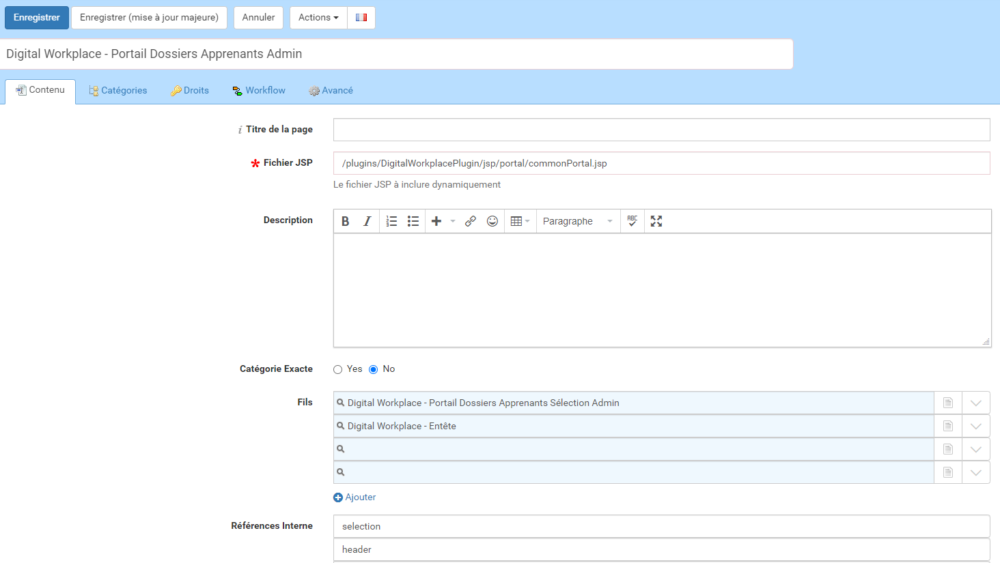 Enregistrer Enregistrer (mise à jour majeure) Annuler Actions
Digital Workplace - Portail Dossiers Apprenants Admin
Contenu Catégories Droits Workflow Avancé
i Titre de la page
* Fichier JSP /plugins/DigitalWorkplacePlugin/jsp/portal/commonPortal.jsp
Le fichier JSP à inclure dynamiquement
Description B I Paragraphe ABC
Catégorie Exacte Yes No
Fils Digital Workplace - Portail Dossiers Apprenants Sélection Admin
Digital Workplace - Entête
Ajouter
Références Interne selection
header